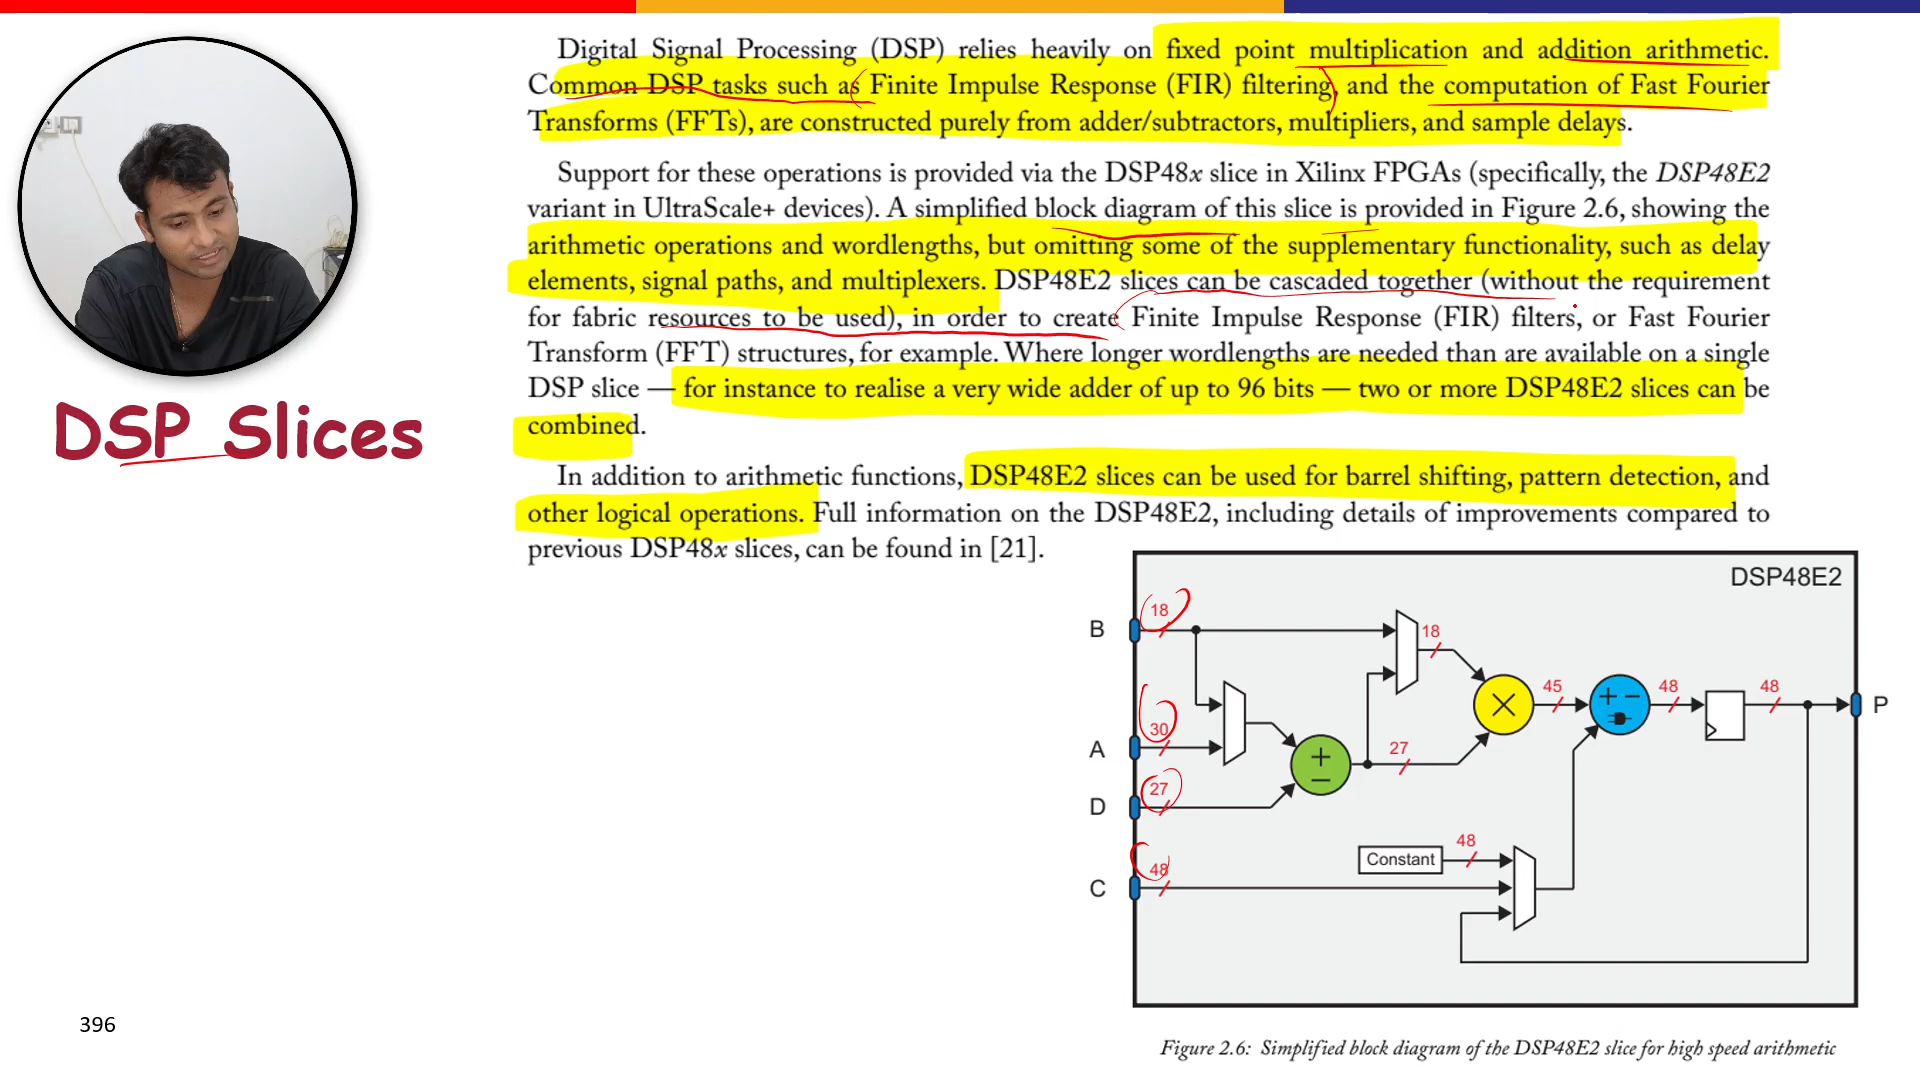 Digital Signal Processing (DSP) relies heavily on fixed point multiplication and addition arithmetic.
Common DSP tasks such as Finite Impulse Response (FIR) filtering, and the computation of Fast Fourier
Transforms (FFTs), are constructed purely from adder/subtractors, multipliers, and sample delays.
Support for these operations is provided via the DSP48x slice in Xilinx FPGAs (specifically, the DSP48E2
variant in UltraScale+ devices). A simplified block diagram of this slice is provided in Figure 2.6, showing the
arithmetic operations and wordlengths, but omitting some of the supplementary functionality, such as delay
elements, signal paths, and multiplexers. DSP48E2 slices can be cascaded together (without the requirement
for fabric resources to be used), in order to create Finite Impulse Response (FIR) filters, or Fast Fourier
Transform (FFT) structures, for example. Where longer wordlengths are needed than are available on a single
DSP slice — for instance to realise a very wide adder of up to 96 bits — two or more DSP48E2 slices can be
combined.
In addition to arithmetic functions, DSP48E2 slices can be used for barrel shifting, pattern detection, and
other logical operations. Full information on the DSP48E2, including details of improvements compared to
previous DSP48x slices, can be found in [21].
DSP Slices
DSP48E2
B
18
18
A
30
45
48
48
P
27
D
27
48
Constant
C
48
Figure 2.6: Simplified block diagram of the DSP48E2 slice for high speed arithmetic
396